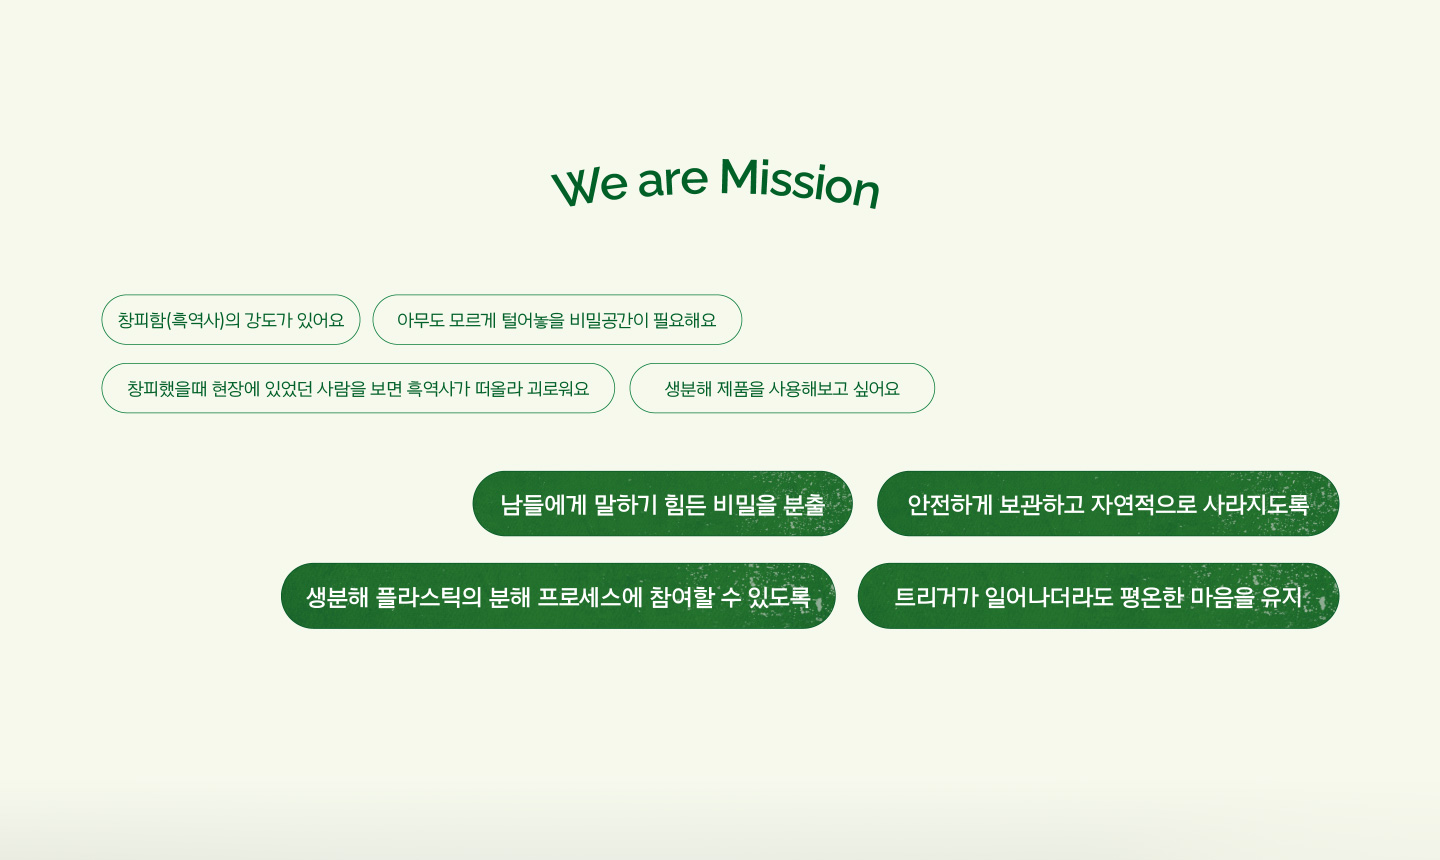 We are Mission
창피함(흑역사)의 강도가 있어요
아무도 모르게 털어놓을 비밀공간이 필요해요
창피했을때 현장에 있었던 사람을 보면 흑역사가 떠올라 괴로워요
생분해 제품을 사용해보고 싶어요
남들에게 말하기 힘든 비밀을 분출
안전하게 보관하고 자연적으로 사라지도록
생분해 플라스틱의 분해 프로세스에 참여할 수 있도록
트리거가 일어나더라도 평온한 마음을 유지